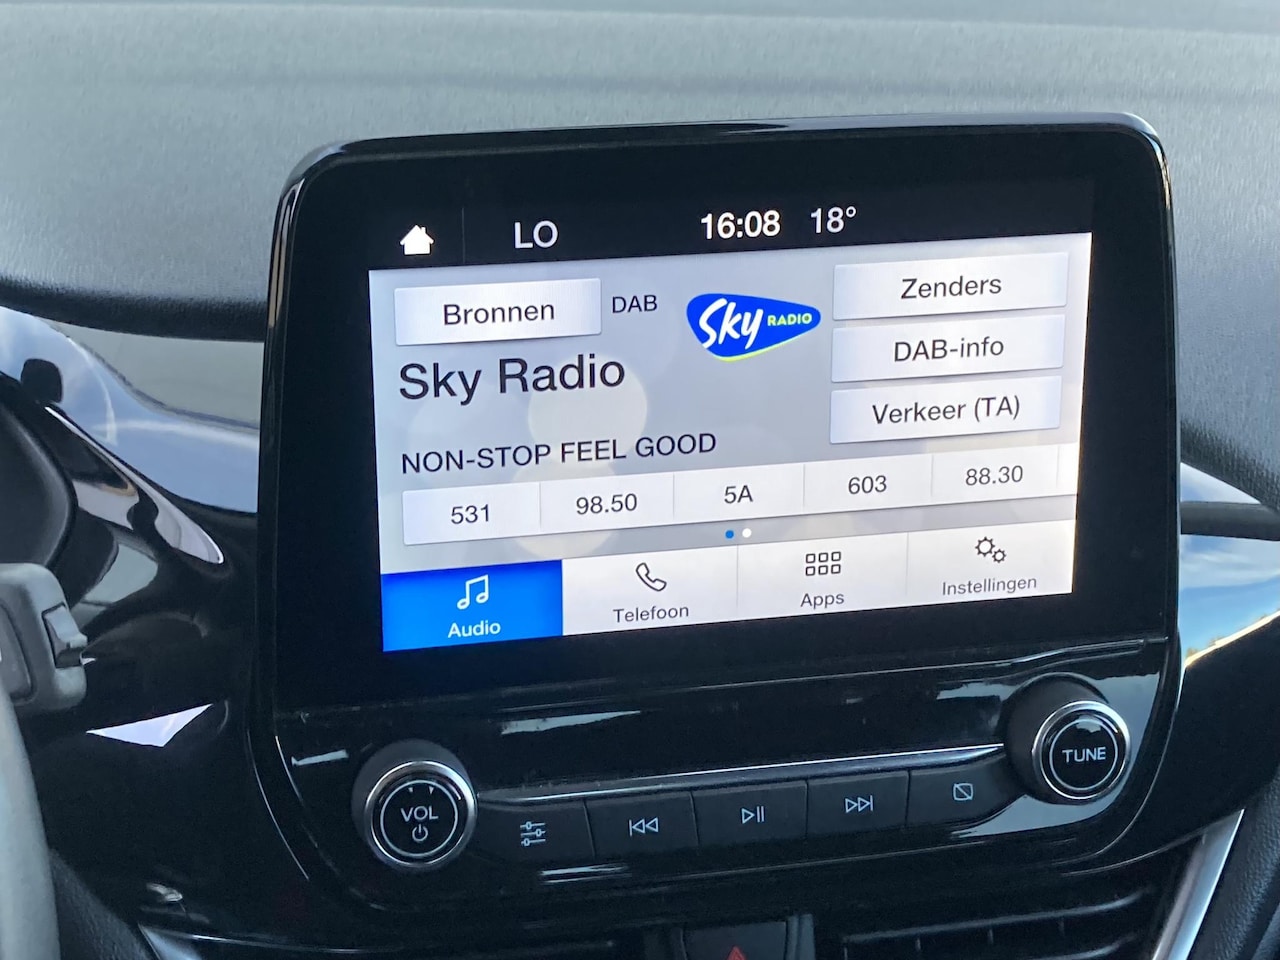 LO 16:08 18°
Bronnen DAB Sky RADIO Zenders
DAB-info
Sky Radio
Verkeer (TA)
NON-STOP FEEL GOOD
531 98.50 5A 603 88.30
Audio Telefoon Apps Instellingen
VOL TUNE